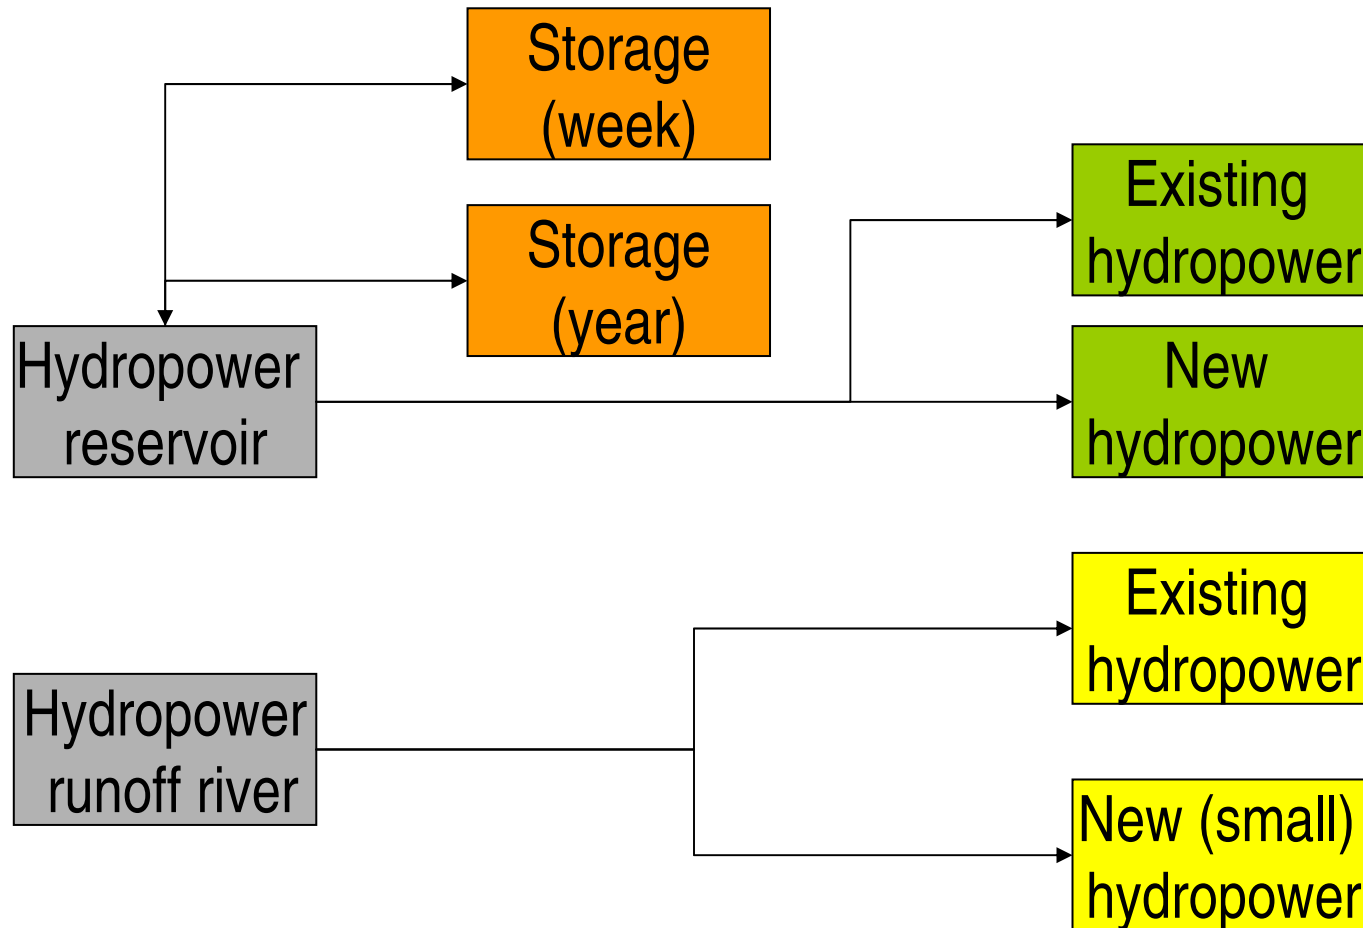 Storage
(week)
Storage
(year)
Existing
hydropower
New
hydropower
Hydropower
reservoir
Existing
hydropower
Hydropower
runoff river
New (small)
hydropower